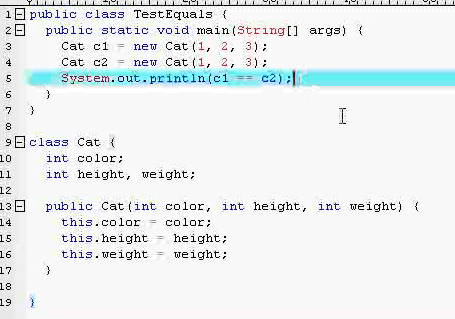 1 public class TestEquals {
2 public static void main(String[] args) {
3 Cat c1 = new Cat(1, 2, 3);
4 Cat c2 = new Cat(1, 2, 3);
5 System.out.println(c1 == c2);
6 }
7 }
8
9 class Cat {
10 int color;
11 int height, weight;
12
13 public Cat(int color, int height, int weight) {
14 this.color = color;
15 this.height = height;
16 this.weight = weight;
17 }
18
19 }